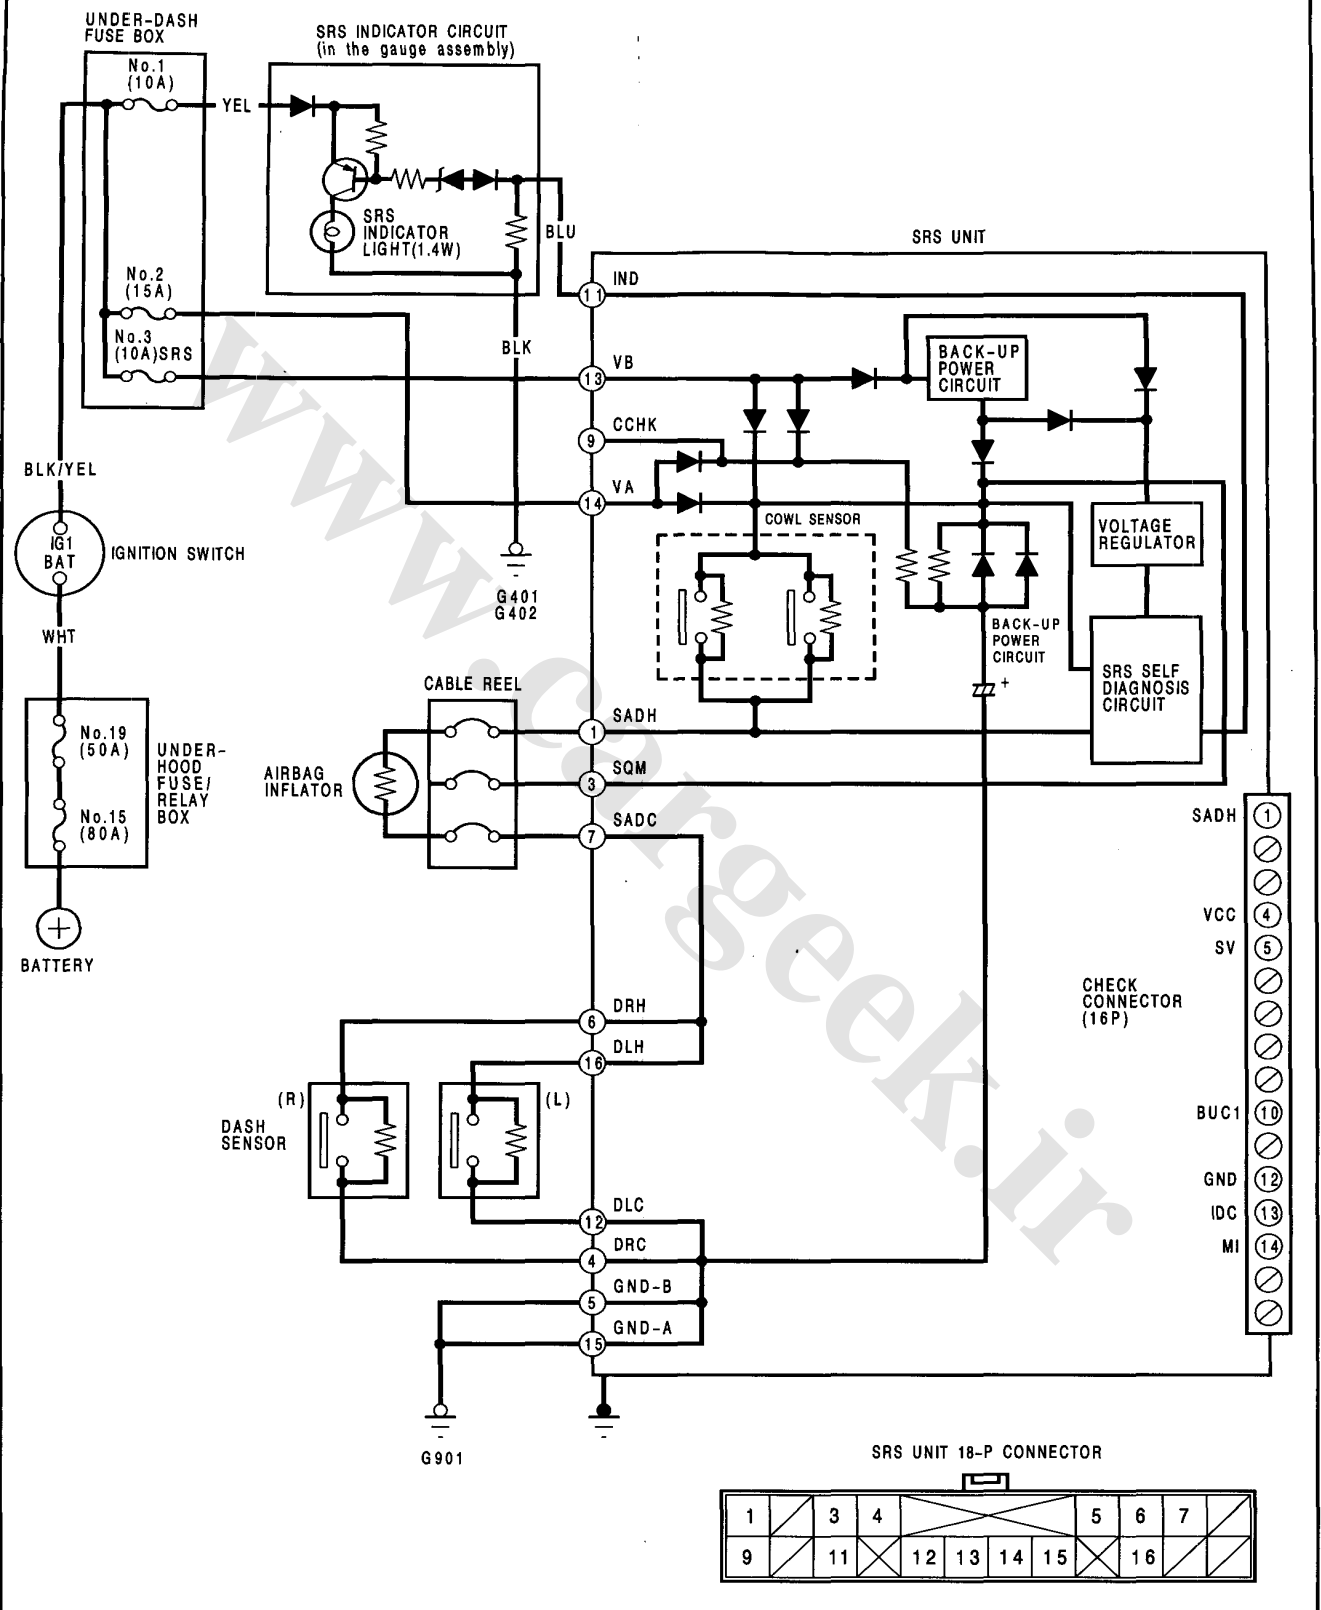 UNDER-DASH
FUSE BOX
No.1
(10A)
YEL
SRS INDICATOR CIRCUIT
(in the gauge assembly)
SRS
INDICATOR
LIGHT(1.4W)
BLU
No.2
(15A)
No.3
(10A)SRS
BLK
BLK/YEL
IG1
BAT
IGNITION SWITCH
G401
G402
WHT
No.19
(50A)
No.15
(80A)
UNDER-
HOOD
FUSE/
RELAY
BOX
BATTERY
SRS UNIT
11 IND
13 VB
9 CCHK
14 VA
BACK-UP
POWER
CIRCUIT
COWL SENSOR
VOLTAGE
REGULATOR
BACK-UP
POWER
CIRCUIT
+
SRS SELF
DIAGNOSIS
CIRCUIT
CABLE REEL
AIRBAG
INFLATOR
1 SADH
3 SQM
7 SADC
6 DRH
16 DLH
(R)
(L)
DASH
SENSOR
12 DLC
4 DRC
5 GND-B
15 GND-A
G901
CHECK
CONNECTOR
(16P)
SADH 1
VCC 4
SV 5
BUC1 10
GND 12
IDC 13
MI 14
SRS UNIT 18-P CONNECTOR
1 3 4 5 6 7
9 11 12 13 14 15 16
www.cargeek.ir